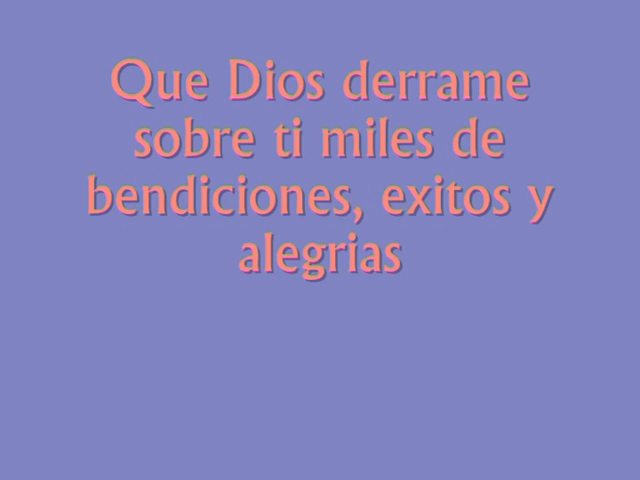 Que Dios derrame
sobre ti miles de
bendiciones, exitos y
alegrias